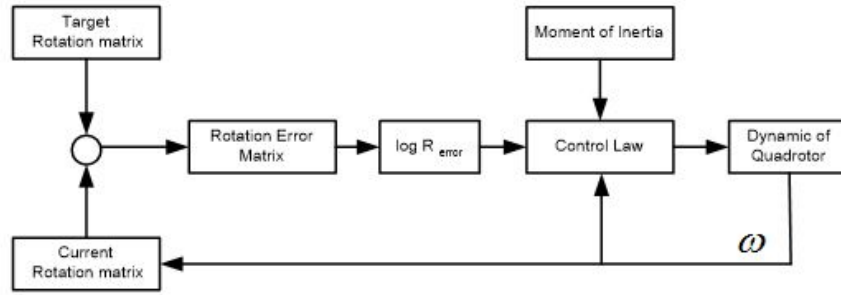 Target
Rotation matrix
Moment of Inertia
Rotation Error
Matrix
log R error
Control Law
Dynamic of
Quadrotor
ω
Current
Rotation matrix